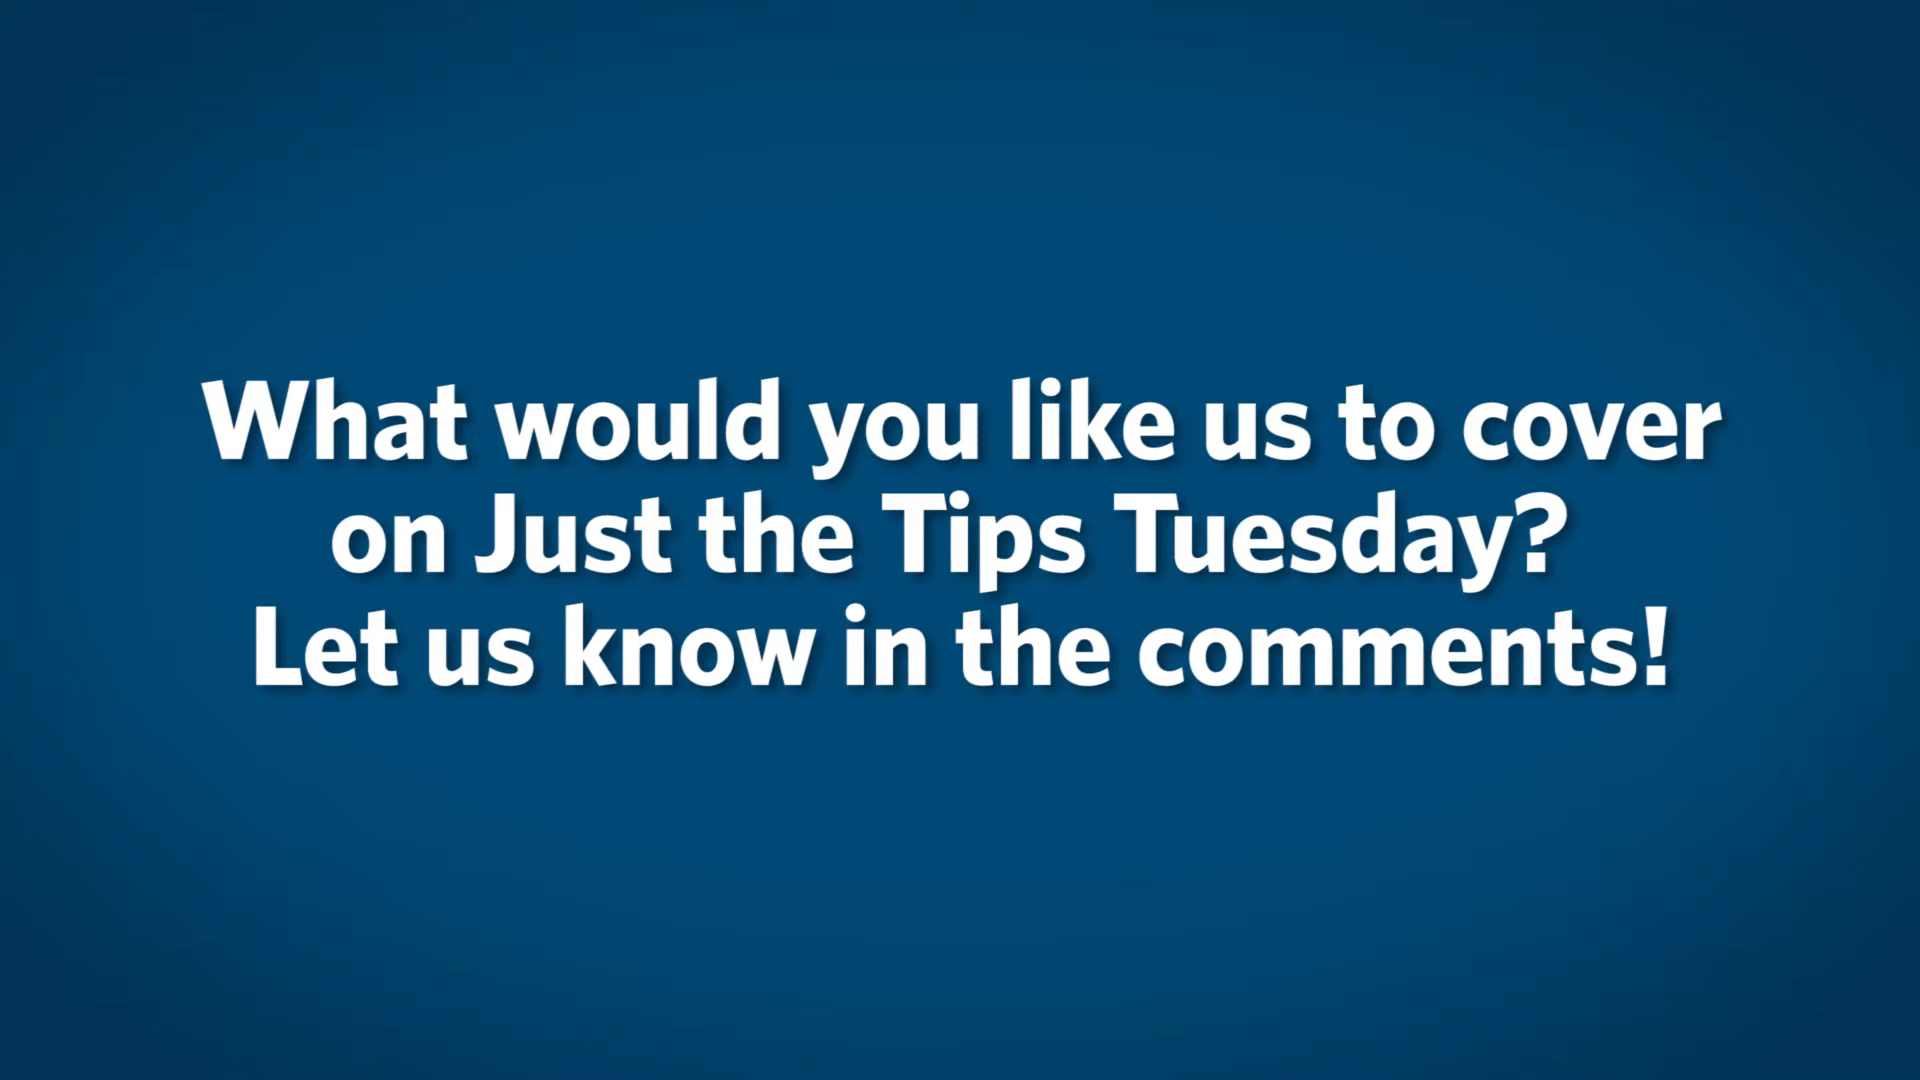 What would you like us to cover
on Just the Tips Tuesday?
Let us know in the comments!